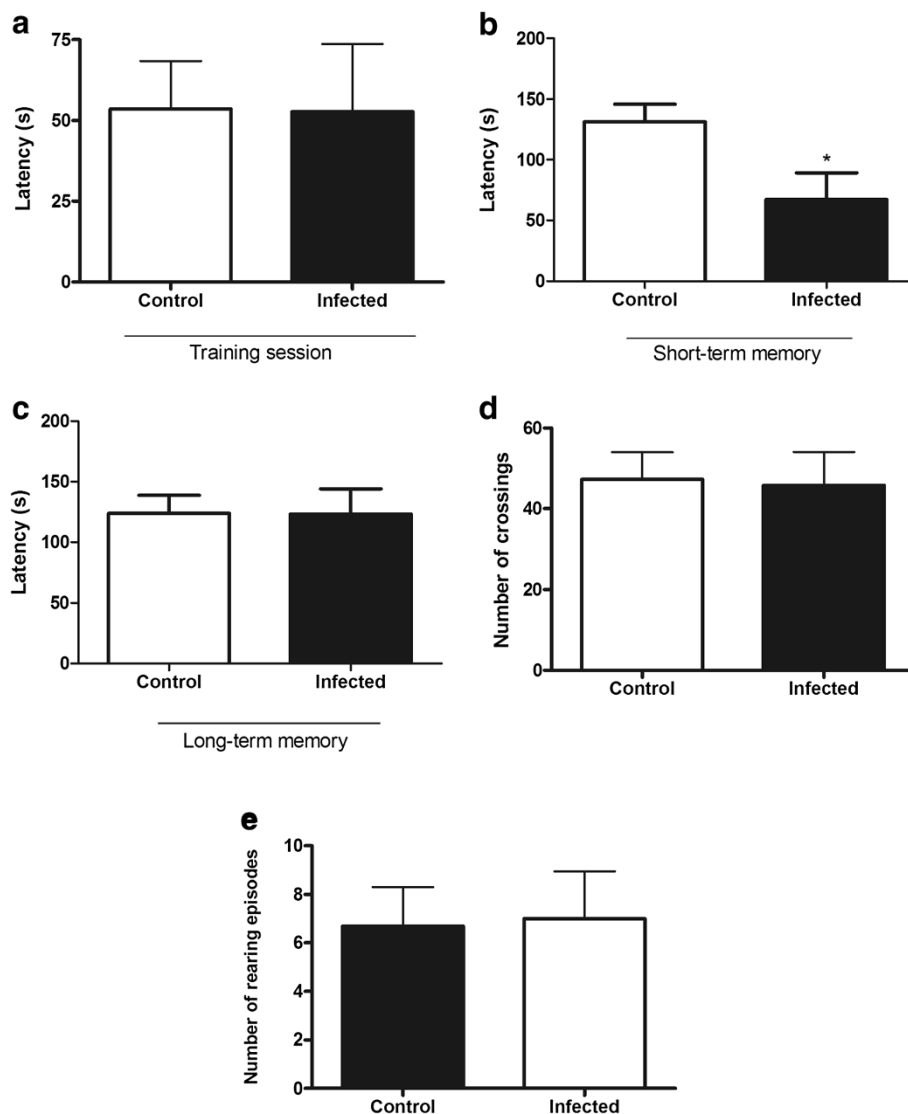 a
75
50
25
0
Latency (s)
Control Infected
Training session
b
200
150
100
50
0
Latency (s)
*
Control Infected
Short-term memory
c
200
150
100
50
0
Latency (s)
Control Infected
Long-term memory
d
60
40
20
0
Number of crossings
Control Infected
e
10
8
6
4
2
0
Number of rearing episodes
Control Infected